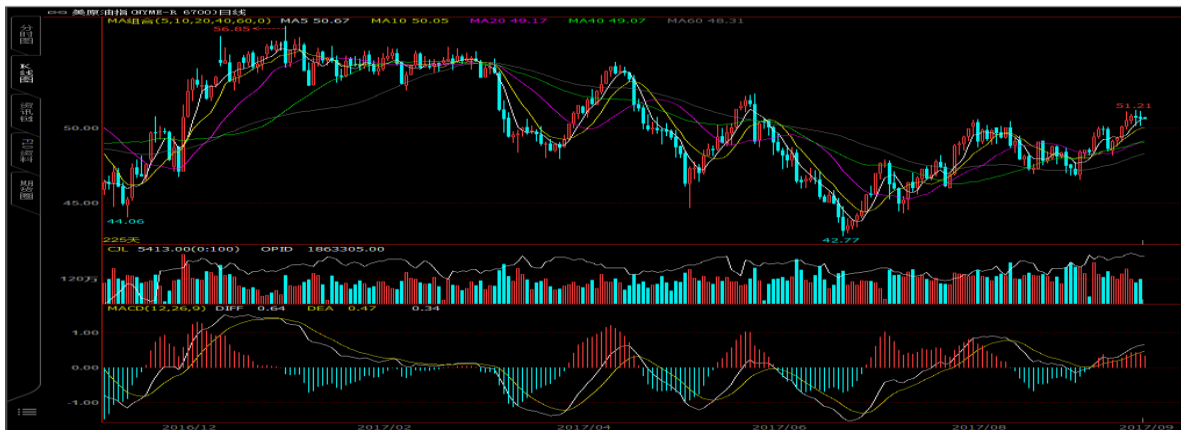 美原油指(NYME-R 6700)日线
MA组合(5,10,20,40,60,0) MA5 50.67 MA10 50.05 MA20 49.17 MA40 49.07 MA60 48.31
分时图
K线图
资讯链
品种资料
期货圈
56.85
51.21
50.00
45.00
44.06
42.77
225天
CJL 5413.00(0:100) OPID 1863305.00
120万
MACD(12,26,9) DIFF 0.64 DEA 0.47 0.34
1.00
0.00
-1.00
2016/12 2017/02 2017/04 2017/06 2017/08 2017/09